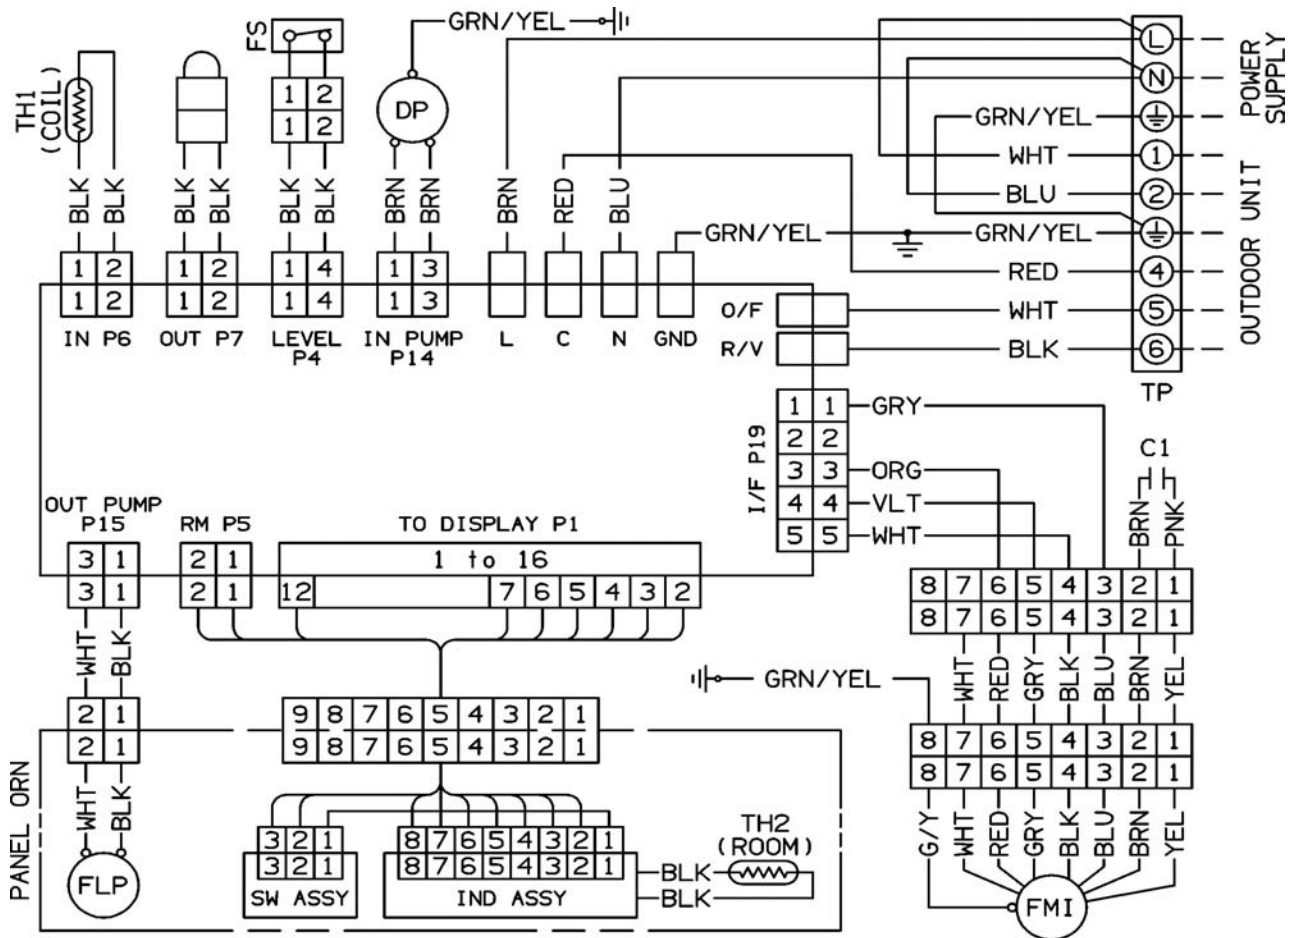 GRN/YEL
FS
L
N
POWER SUPPLY
TH1 (COIL)
1 2
1 2
DP
GRN/YEL
WHT 1
BLU 2
BLK BLK BLK BLK BLK BLK BRN BRN BRN RED BLU
GRN/YEL GRN/YEL
OUTDOOR UNIT
1 2 1 2 1 4 1 3
RED 4
1 2 1 2 1 4 1 3
O/F WHT 5
IN P6 OUT P7 LEVEL P4 IN PUMP P14 L C N GND
R/V BLK 6
TP
I/F P19
1 1 GRY
2 2
3 3 ORG
4 4 VLT
5 5 WHT
C1
BRN PNK
OUT PUMP P15 RM P5 TO DISPLAY P1
3 1 2 1 1 to 16
3 1 2 1 12 7 6 5 4 3 2
8 7 6 5 4 3 2 1
8 7 6 5 4 3 2 1
WHT BLK
WHT RED GRY BLK BLU BRN YEL
GRN/YEL
2 1 9 8 7 6 5 4 3 2 1
2 1 9 8 7 6 5 4 3 2 1
8 7 6 5 4 3 2 1
8 7 6 5 4 3 2 1
PANEL ORN
WHT BLK
G/Y WHT RED GRY BLK BLU BRN YEL
3 2 1 8 7 6 5 4 3 2 1
3 2 1 8 7 6 5 4 3 2 1
TH2
(ROOM)
BLK
BLK
FLP SW ASSY IND ASSY
FMI